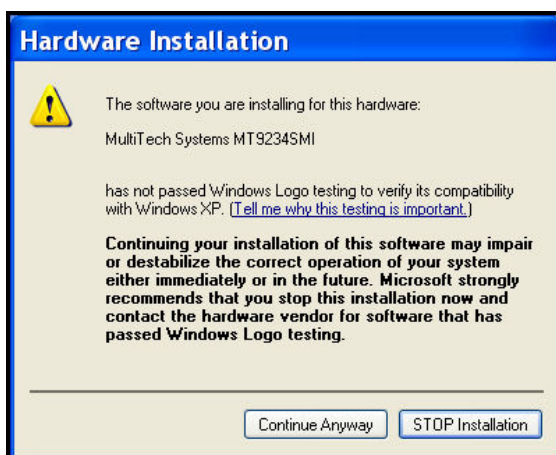 Hardware Installation
The software you are installing for this hardware:
MultiTech Systems MT9234SMI
has not passed Windows Logo testing to verify its compatibility
with Windows XP. (Tell me why this testing is important.)
Continuing your installation of this software may impair
or destabilize the correct operation of your system
either immediately or in the future. Microsoft strongly
recommends that you stop this installation now and
contact the hardware vendor for software that has
passed Windows Logo testing.
Continue Anyway
STOP Installation